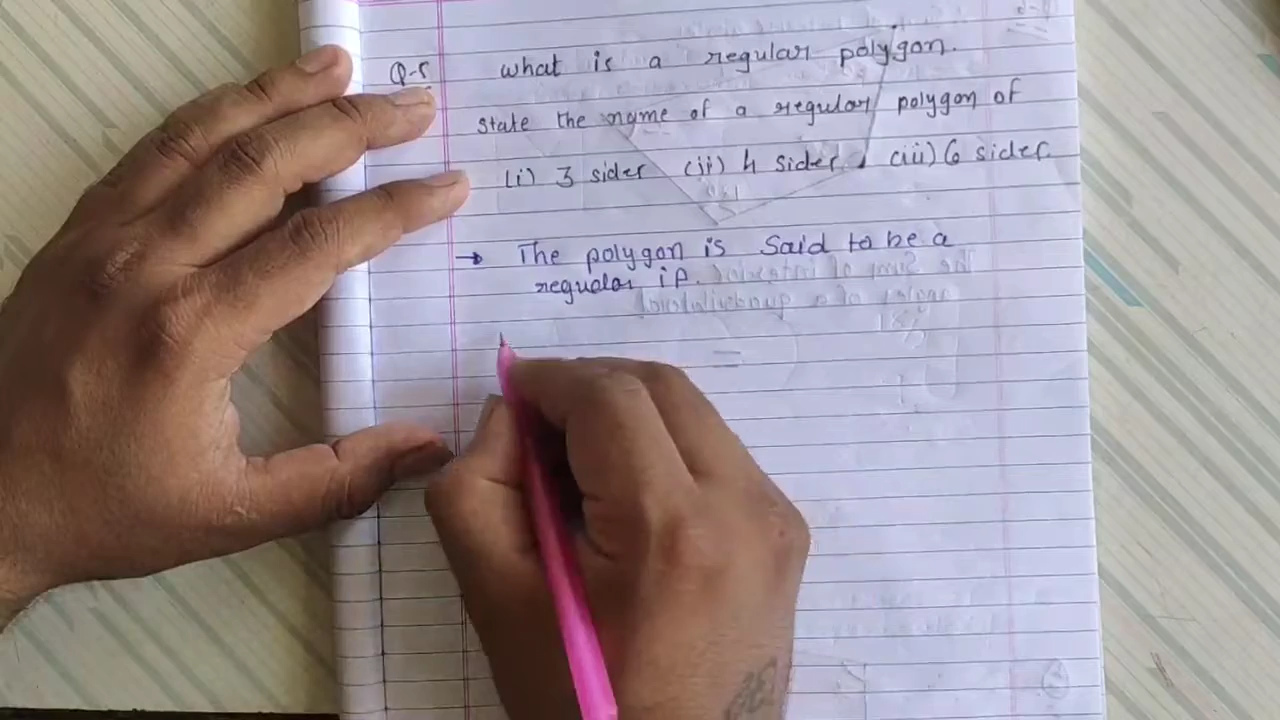 Q-5 what is a regular polygon.
state the name of a regular polygon of
(i) 3 sides (ii) 4 sides (iii) 6 sides.
→ The polygon is said to be a
regualar if.